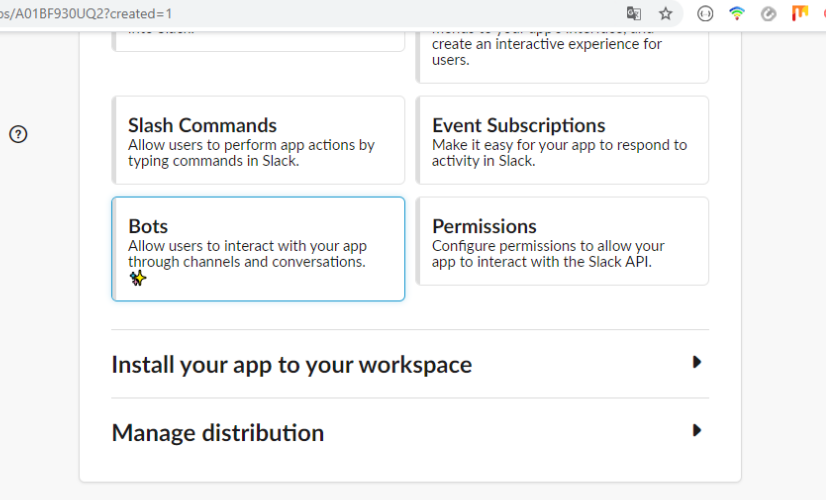 ps/A01BF930UQ2?created=1
into Slack.
menus to your app's interface, and
create an interactive experience for
users.
Slash Commands
Allow users to perform app actions by
typing commands in Slack.
Event Subscriptions
Make it easy for your app to respond to
activity in Slack.
Bots
Allow users to interact with your app
through channels and conversations.
Permissions
Configure permissions to allow your
app to interact with the Slack API.
Install your app to your workspace
Manage distribution